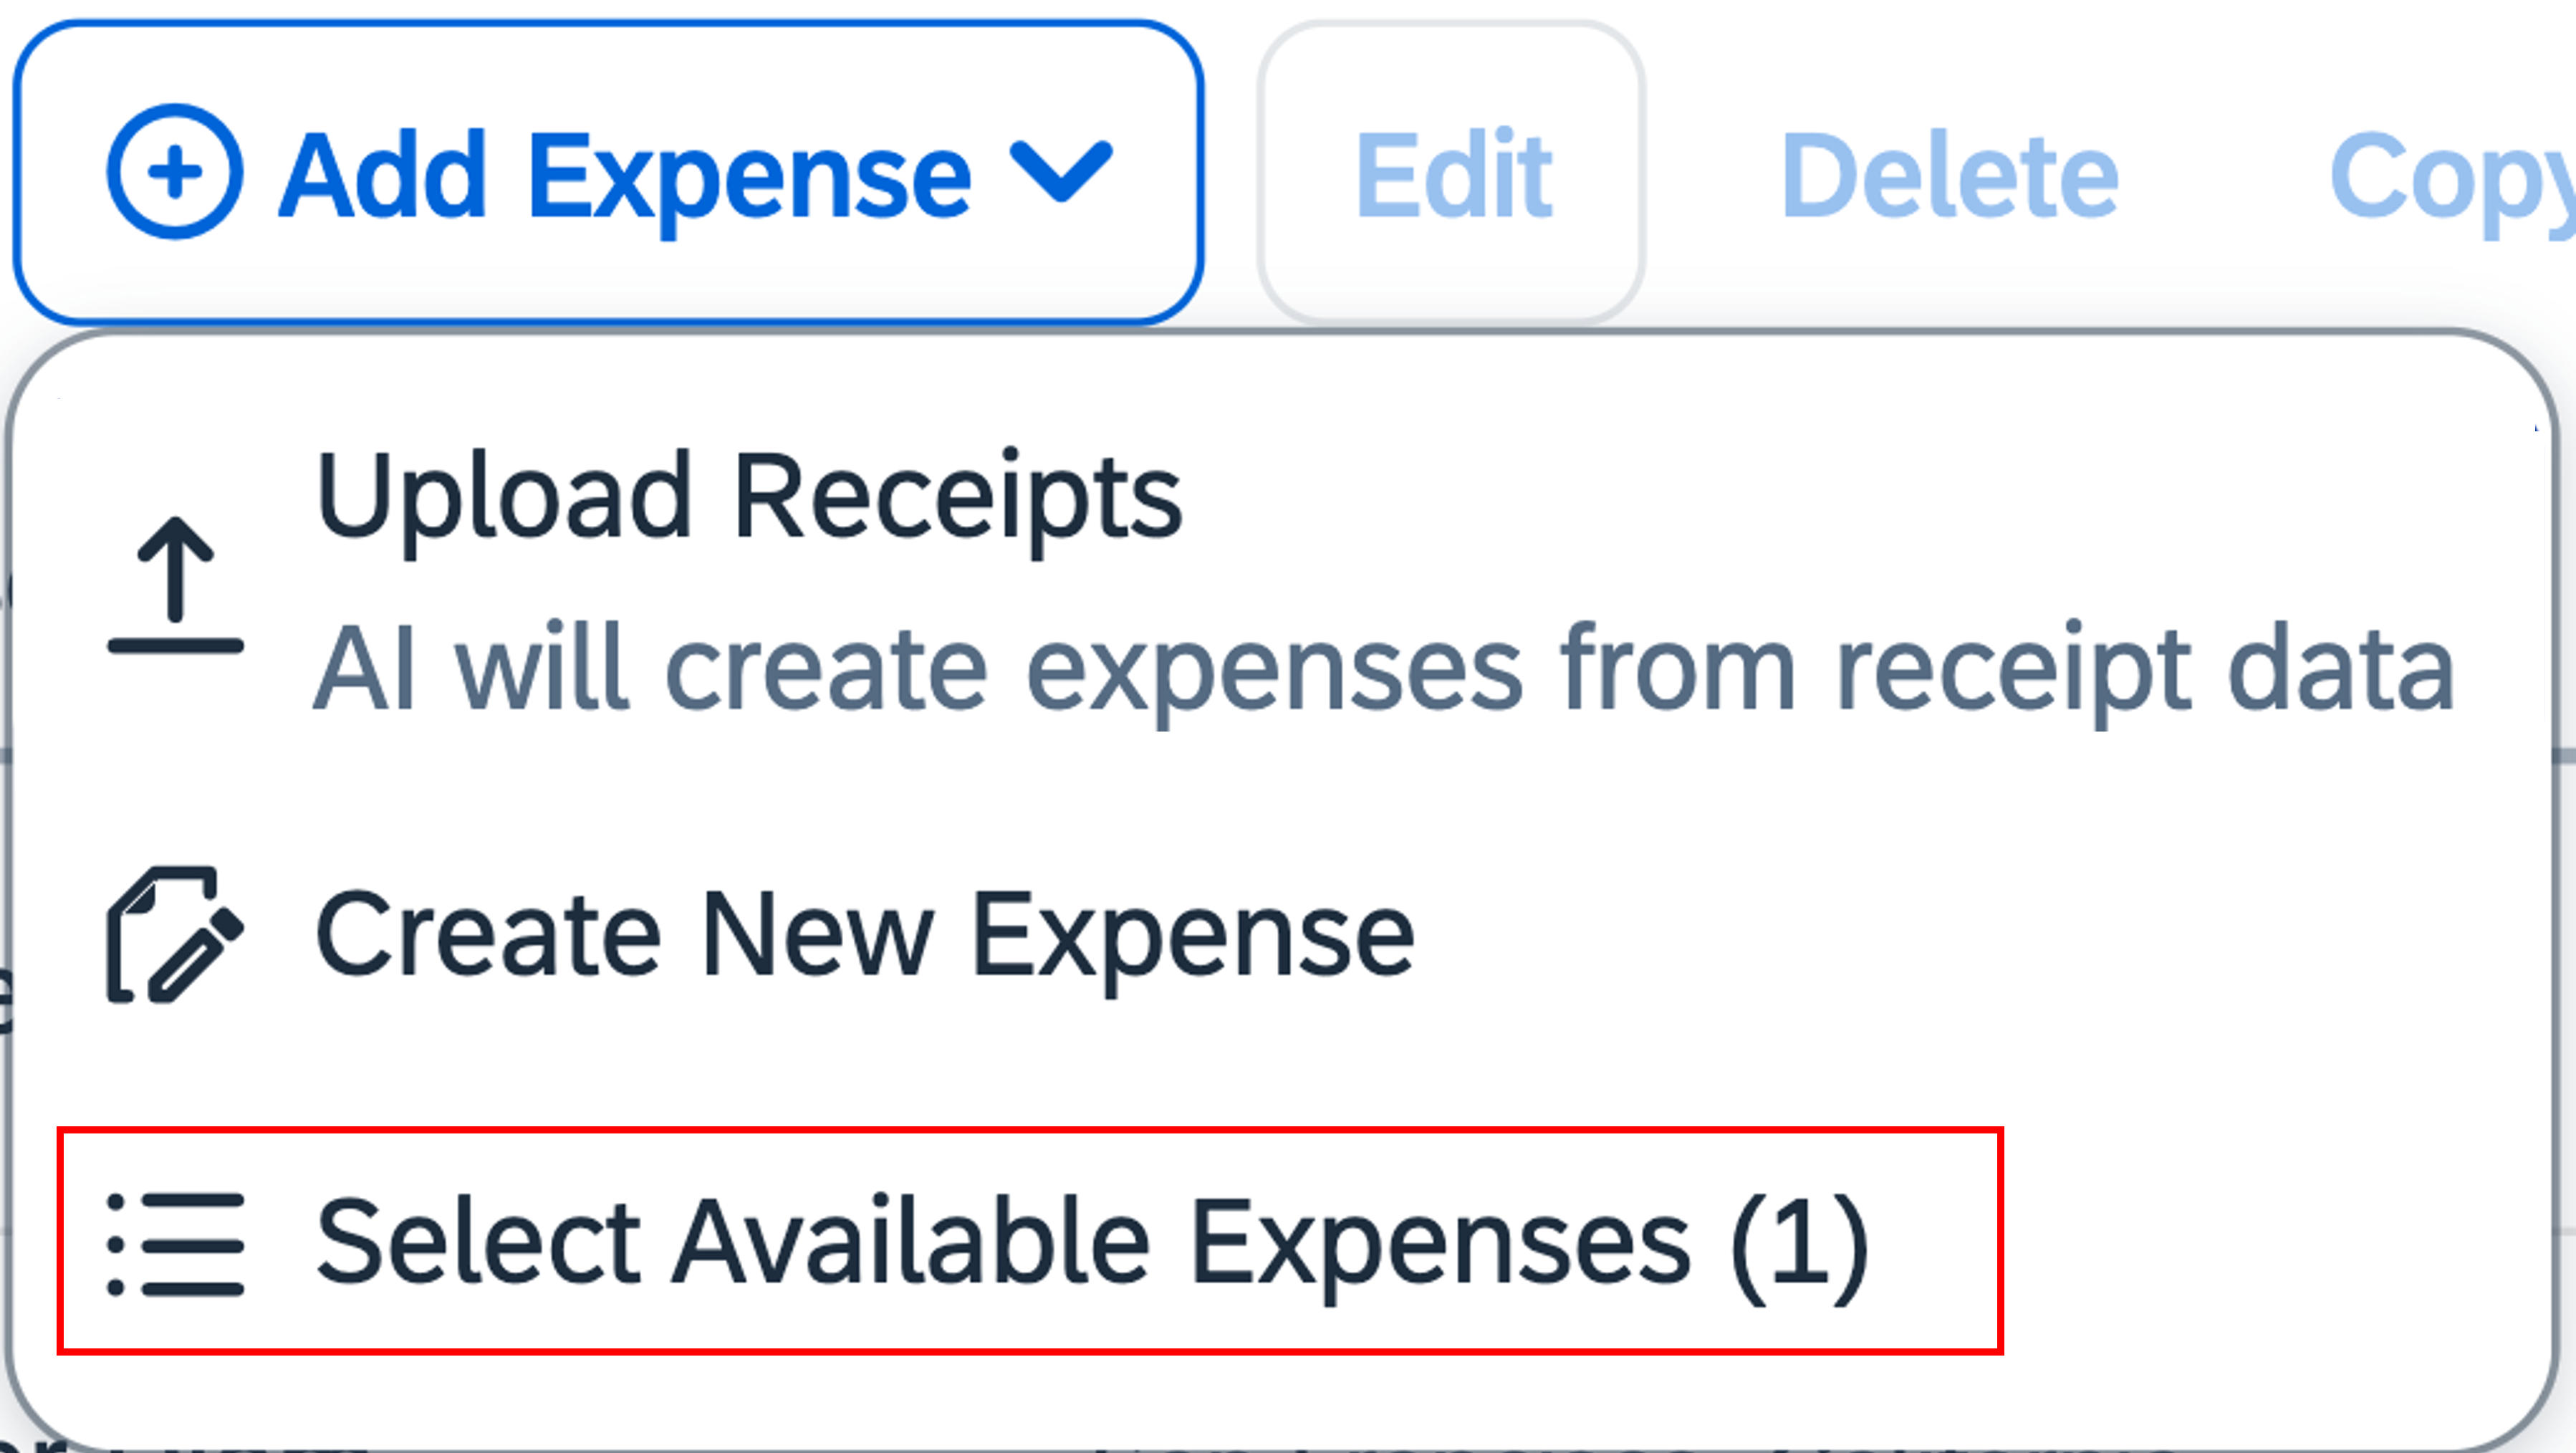 Add Expense Edit Delete Copy
Upload Receipts
AI will create expenses from receipt data
Create New Expense
Select Available Expenses (1)